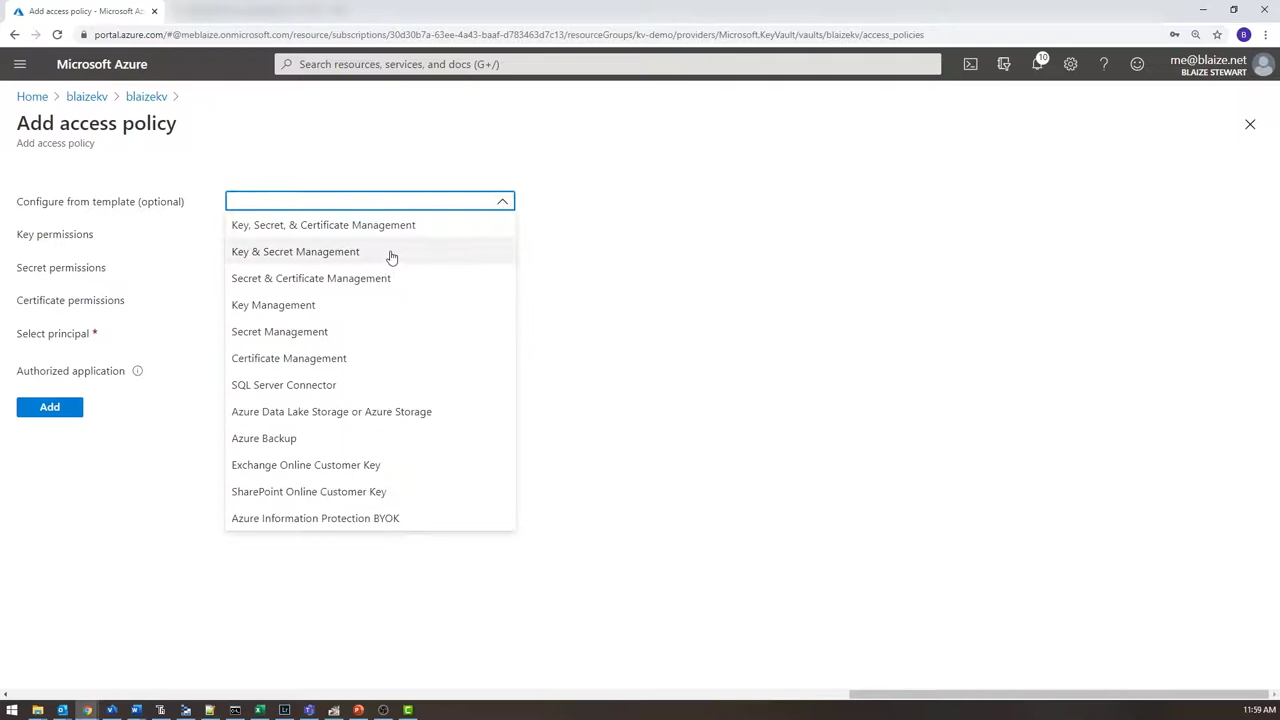 Add access policy - Microsoft A
portal.azure.com/#@meblaize.onmicrosoft.com/resource/subscriptions/30d30b7a-63ee-4a43-baaf-d783463d7c13/resourceGroups/kv-demo/providers/Microsoft.KeyVault/vaults/blaizekv/access_policies
B
Microsoft Azure
Search resources, services, and docs (G+/)
10
me@blaize.net
BLAIZE STEWART
Home > blaizekv > blaizekv >
Add access policy
Add access policy
Configure from template (optional)
Key, Secret, & Certificate Management
Key permissions
Key & Secret Management
Secret permissions
Secret & Certificate Management
Certificate permissions
Key Management
Select principal *
Secret Management
Certificate Management
Authorized application
SQL Server Connector
Add
Azure Data Lake Storage or Azure Storage
Azure Backup
Exchange Online Customer Key
SharePoint Online Customer Key
Azure Information Protection BYOK
11:59 AM